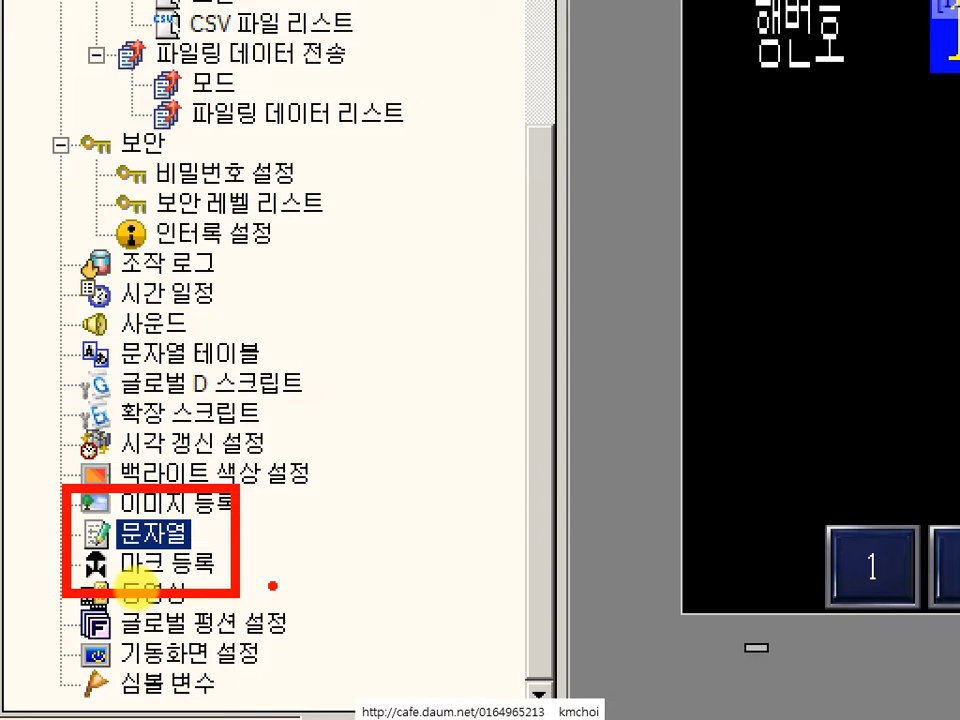 CSV 파일 리스트
파일링 데이터 전송
모드
파일링 데이터 리스트
보안
비밀번호 설정
보안 레벨 리스트
인터록 설정
조작 로그
시간 일정
사운드
문자열 테이블
글로벌 D 스크립트
확장 스크립트
시각 갱신 설정
백라이트 색상 설정
이미지 등록
문자열
마크 등록
동영상
글로벌 펑션 설정
기동화면 설정
심볼 변수
행번호
1
http://cafe.daum.net/0164965213 kmchoi